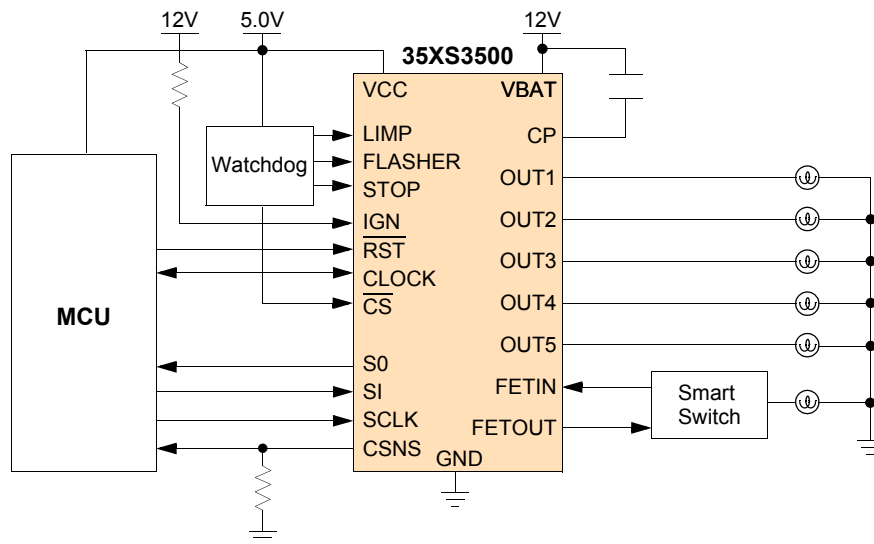 12V
5.0V
12V
35XS3500
VCC
VBAT
LIMP
CP
Watchdog
FLASHER
OUT1
STOP
OUT2
IGN
RST
OUT3
CLOCK
OUT4
CS
MCU
OUT5
S0
FETIN
Smart
Switch
SI
SCLK
FETOUT
CSNS
GND